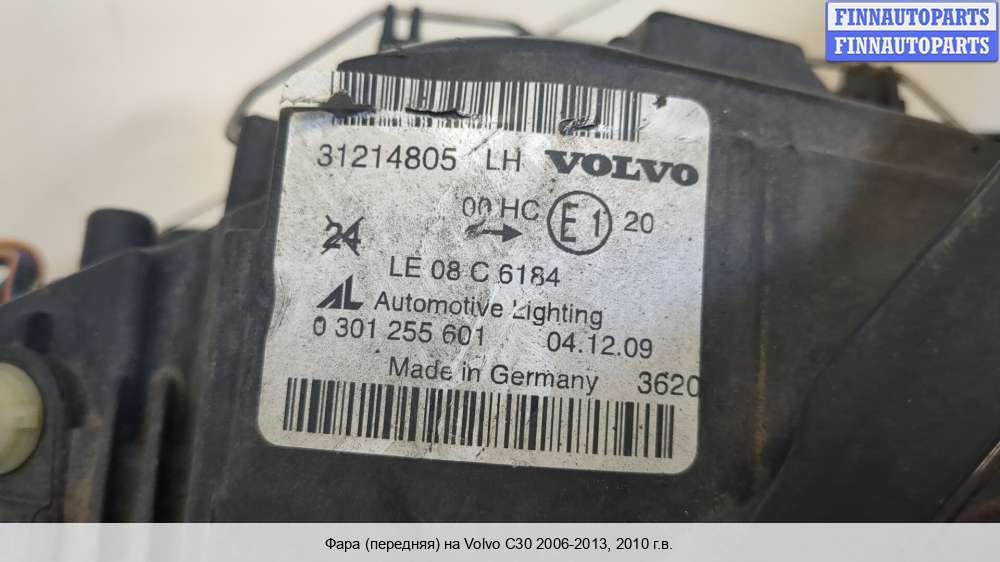 FINNAUTOPARTS
FINNAUTOPARTS
31214805 LH VOLVO
00 HC E1 20
24
LE 08 C 6184
AL Automotive Lighting
0 301 255 601 04.12.09
Made in Germany 3620
Фара (передняя) на Volvo C30 2006-2013, 2010 г.в.